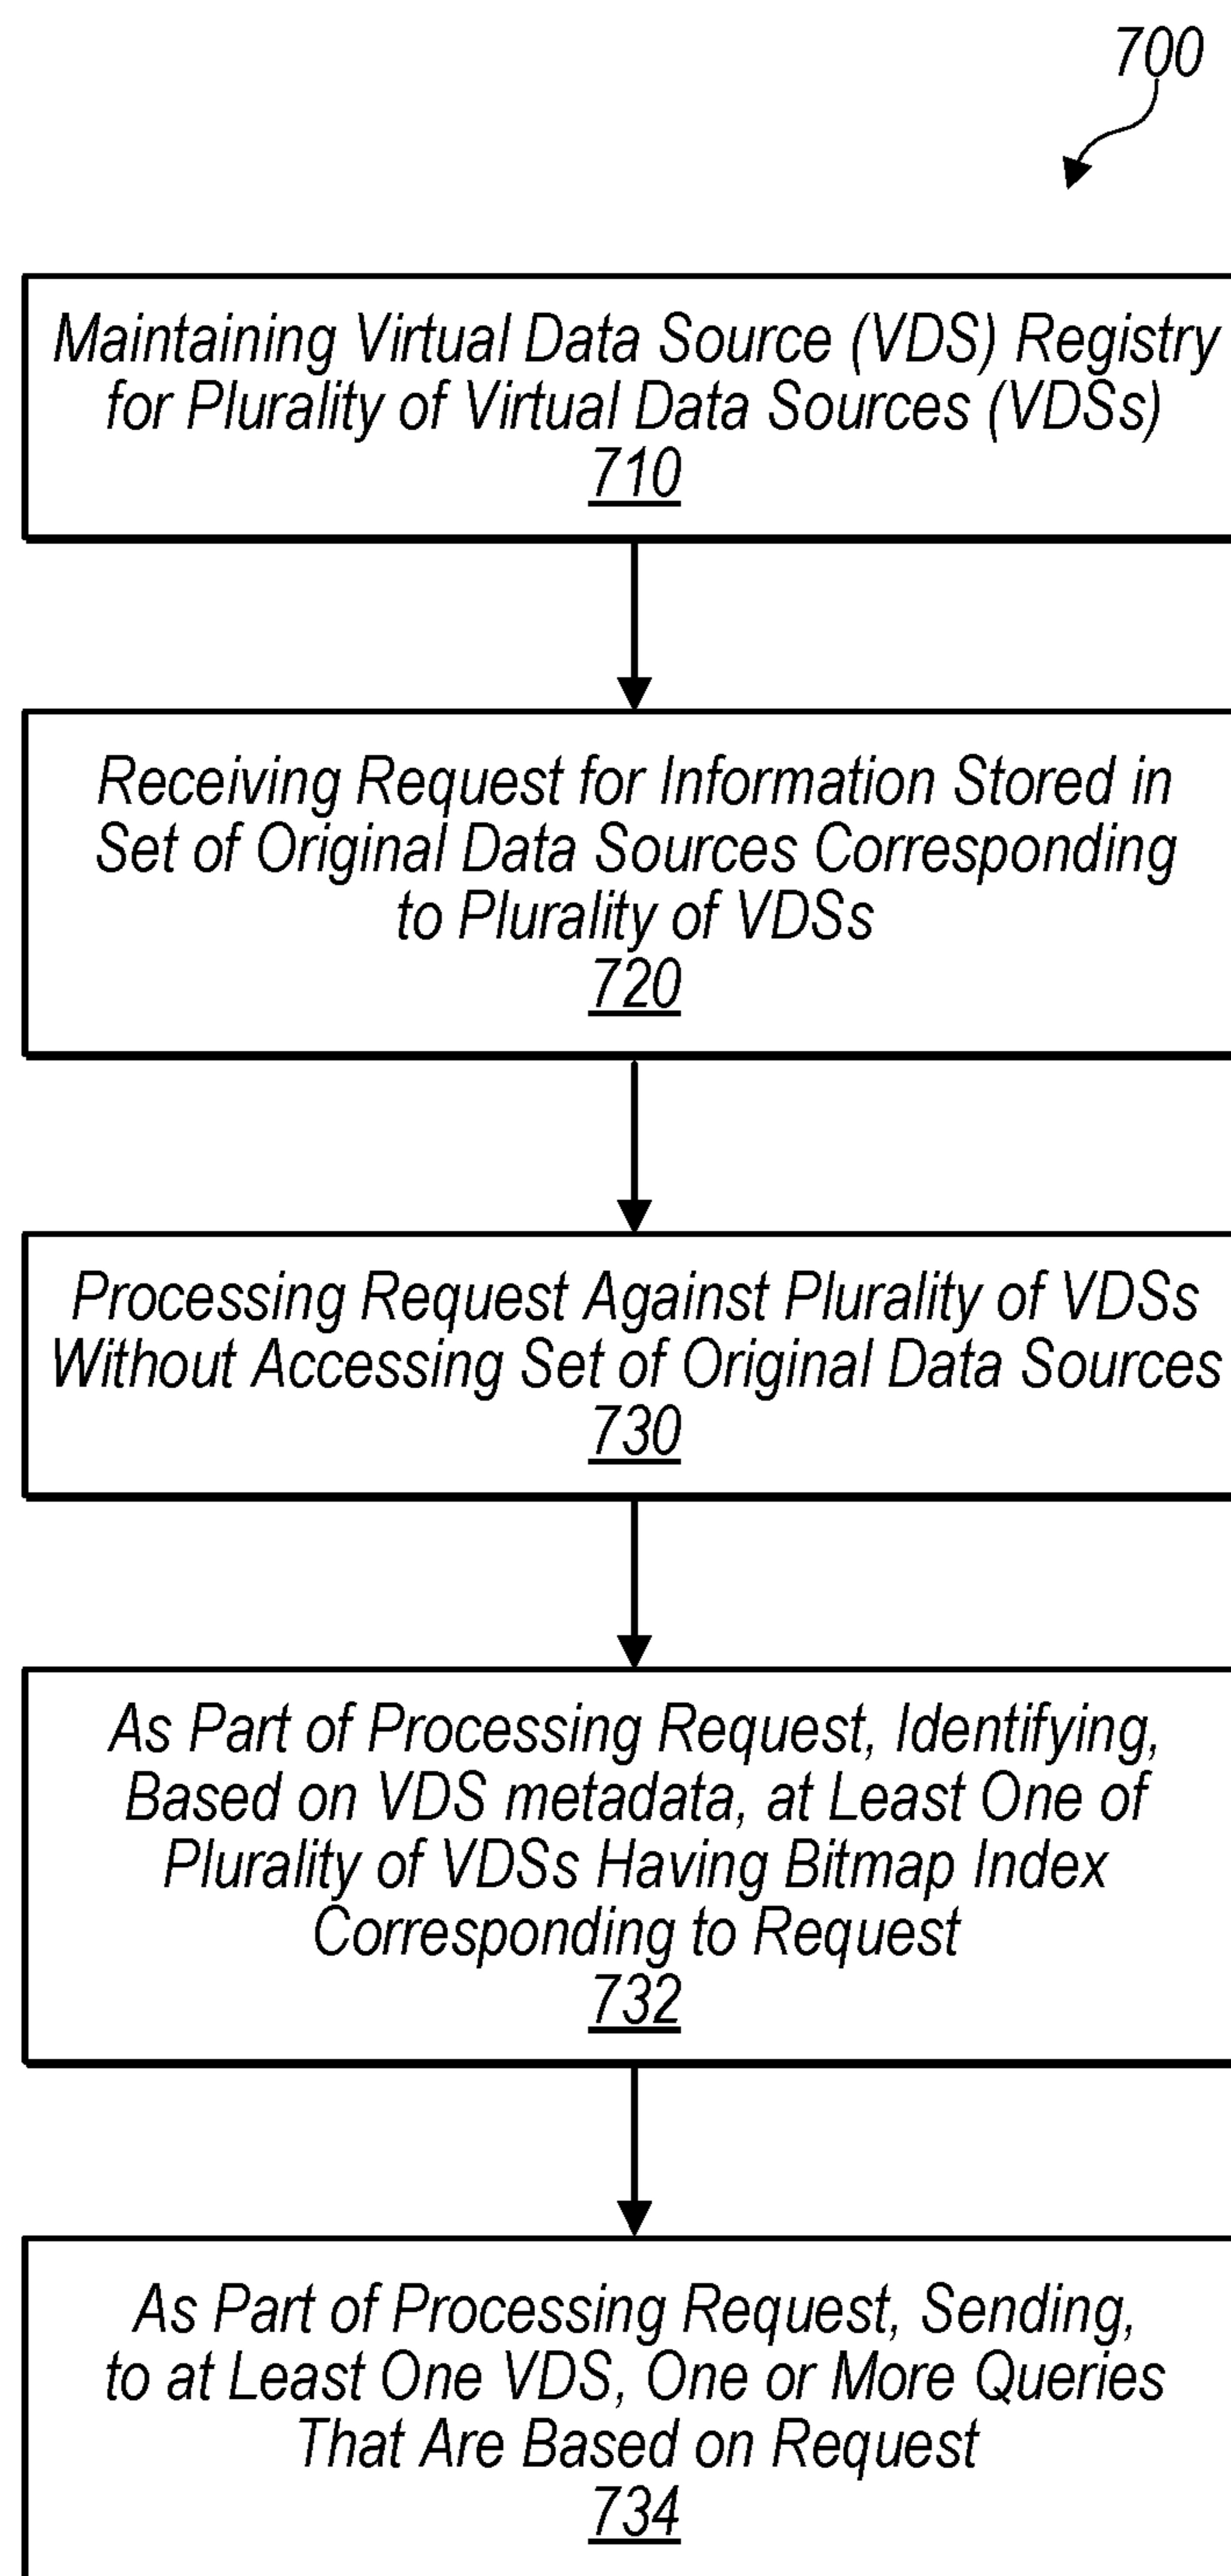 700
Maintaining Virtual Data Source (VDS) Registry
for Plurality of Virtual Data Sources (VDSs)
710
Receiving Request for Information Stored in
Set of Original Data Sources Corresponding
to Plurality of VDSs
720
Processing Request Against Plurality of VDSs
Without Accessing Set of Original Data Sources
730
As Part of Processing Request, Identifying,
Based on VDS metadata, at Least One of
Plurality of VDSs Having Bitmap Index
Corresponding to Request
732
As Part of Processing Request, Sending,
to at Least One VDS, One or More Queries
That Are Based on Request
734